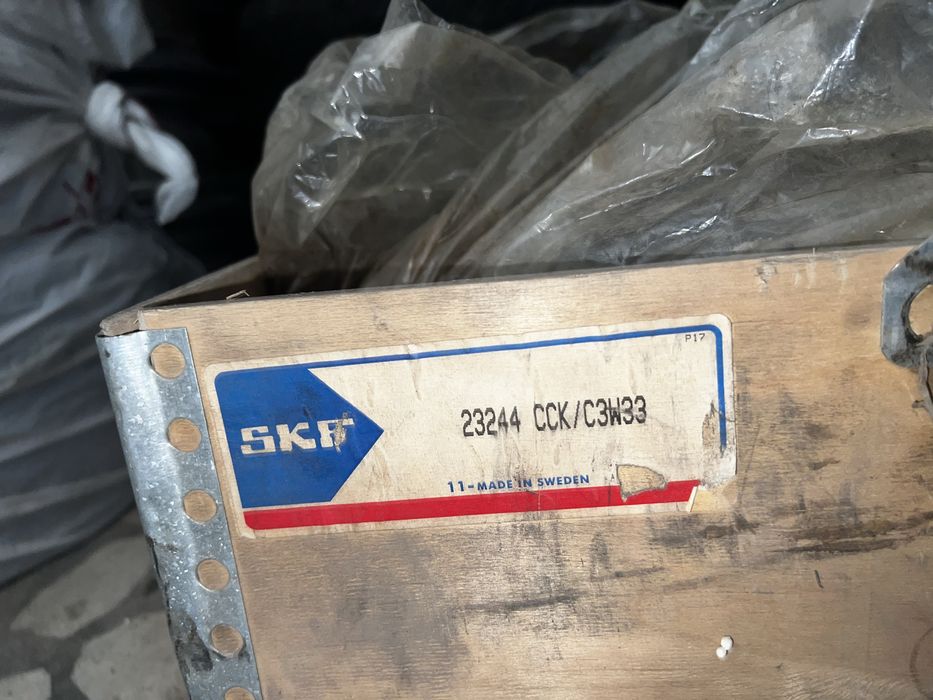 P17
SKF
23244 CCK/C3W33
11-MADE IN SWEDEN